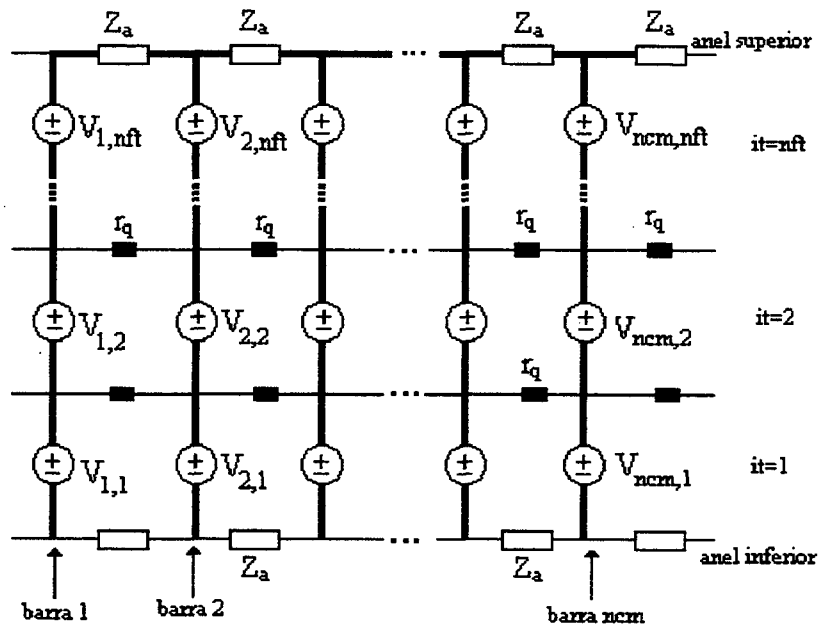 Za Za Za Za
anel superior
V1,nft V2,nft Vncm,nft it=nft
rq rq rq rq
V1,2 V2,2 Vncm,2 it=2
rq
V1,1 V2,1 Vncm,1 it=1
anel inferior
Za Za
barra 1 barra 2 barra ncm